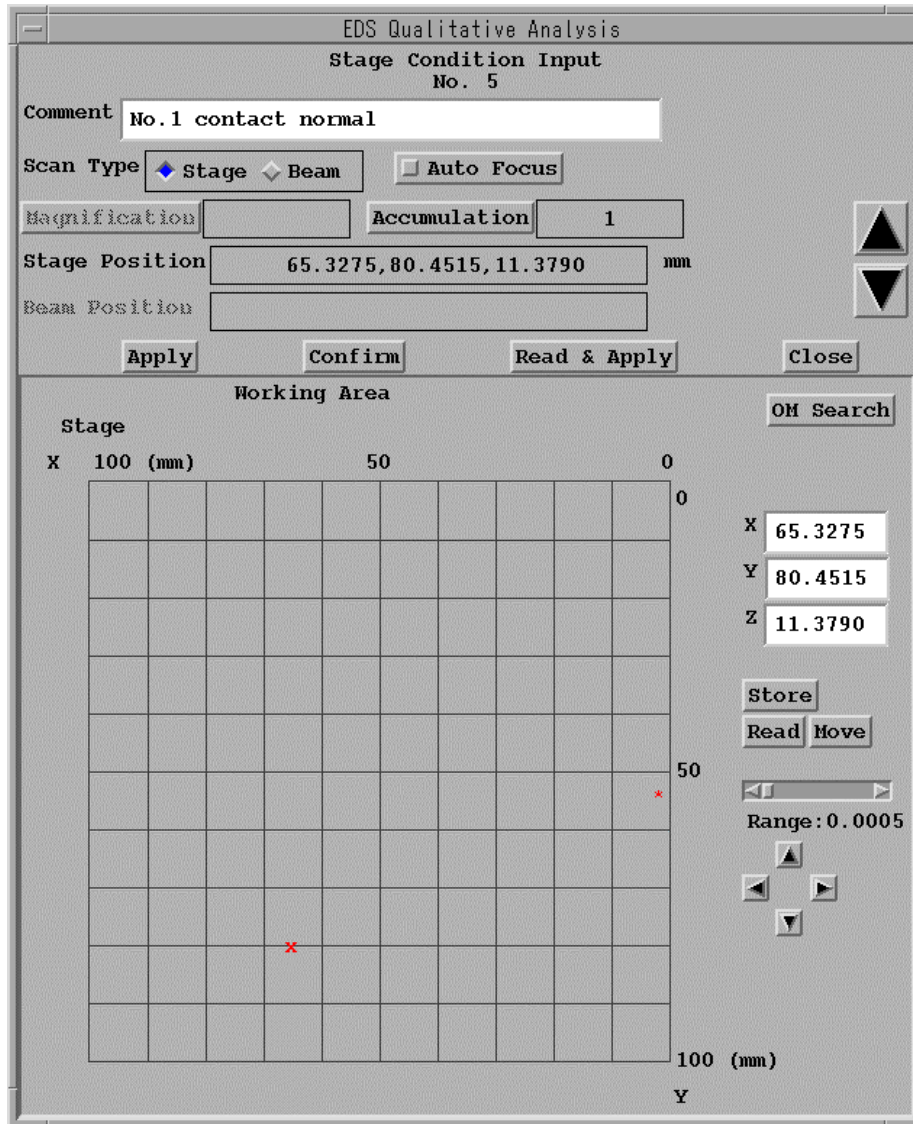 EDS Qualitative Analysis
Stage Condition Input
No. 5
Comment No.1 contact normal
Scan Type Stage Beam Auto Focus
Magnification Accumulation 1
Stage Position 65.3275,80.4515,11.3790 mm
Beam Position
Apply Confirm Read & Apply Close
Working Area
OM Search
Stage
X 100 (mm) 50 0
0
X 65.3275
Y 80.4515
Z 11.3790
Store
Read Move
50
*
Range:0.0005
x
100 (mm)
Y